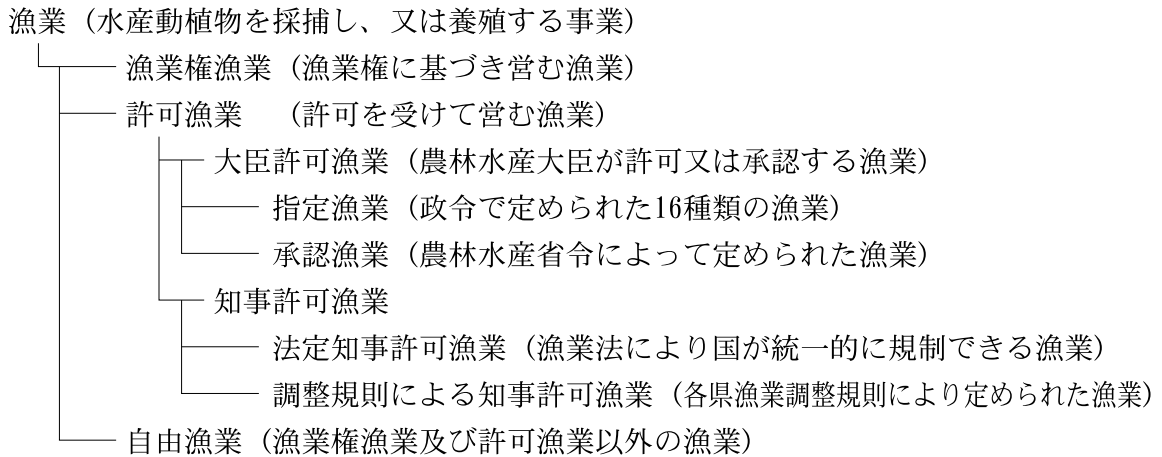 漁業（水産動植物を採捕し、又は養殖する事業）
漁業権漁業（漁業権に基づき営む漁業）
許可漁業　（許可を受けて営む漁業）
大臣許可漁業（農林水産大臣が許可又は承認する漁業）
指定漁業（政令で定められた16種類の漁業）
承認漁業（農林水産省令によって定められた漁業）
知事許可漁業
法定知事許可漁業（漁業法により国が統一的に規制できる漁業）
調整規則による知事許可漁業（各県漁業調整規則により定められた漁業）
自由漁業（漁業権漁業及び許可漁業以外の漁業）